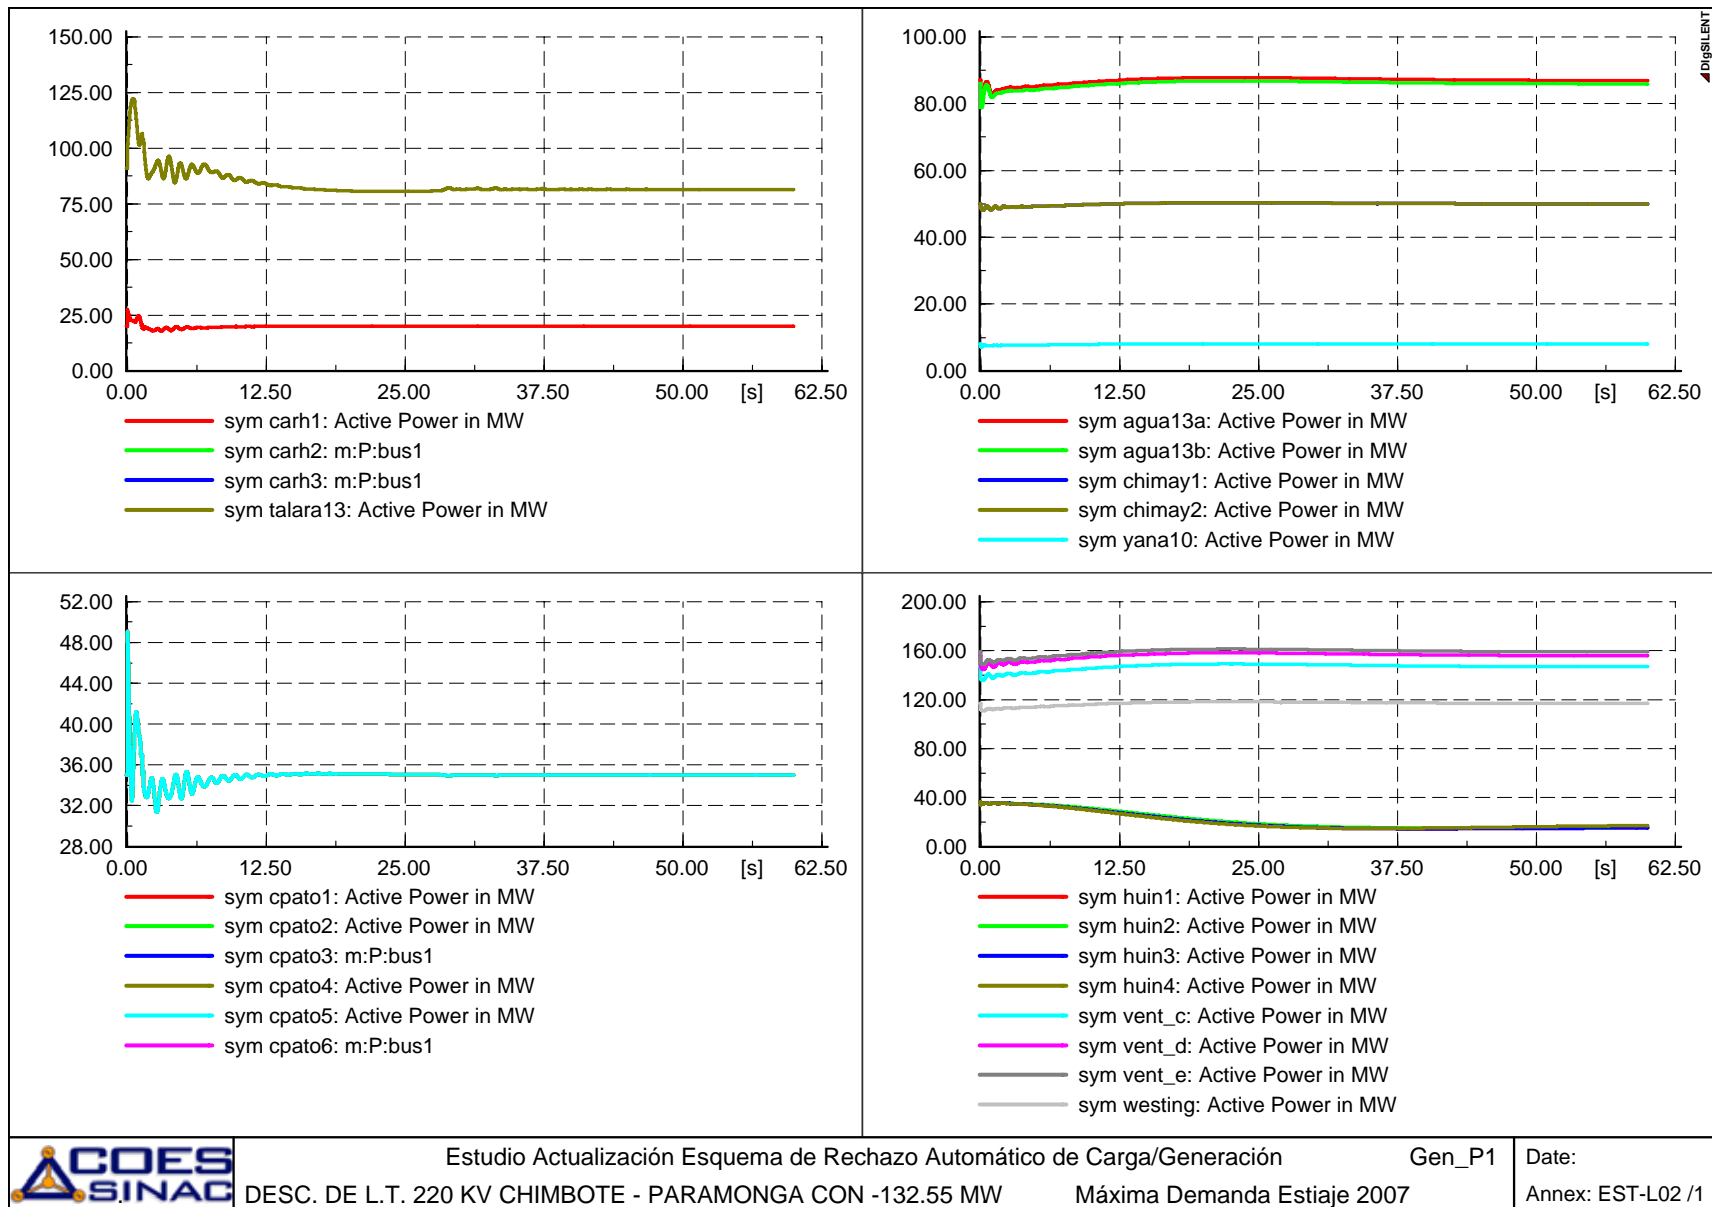 DIgSILENT
150.00
125.00
100.00
75.00
50.00
25.00
0.00
0.00 12.50 25.00 37.50 50.00 [s] 62.50
sym carh1: Active Power in MW
sym carh2: m:P:bus1
sym carh3: m:P:bus1
sym talara13: Active Power in MW
100.00
80.00
60.00
40.00
20.00
0.00
0.00 12.50 25.00 37.50 50.00 [s] 62.50
sym agua13a: Active Power in MW
sym agua13b: Active Power in MW
sym chimay1: Active Power in MW
sym chimay2: Active Power in MW
sym yana10: Active Power in MW
52.00
48.00
44.00
40.00
36.00
32.00
28.00
0.00 12.50 25.00 37.50 50.00 [s] 62.50
sym cpato1: Active Power in MW
sym cpato2: Active Power in MW
sym cpato3: m:P:bus1
sym cpato4: Active Power in MW
sym cpato5: Active Power in MW
sym cpato6: m:P:bus1
200.00
160.00
120.00
80.00
40.00
0.00
0.00 12.50 25.00 37.50 50.00 [s] 62.50
sym huin1: Active Power in MW
sym huin2: Active Power in MW
sym huin3: Active Power in MW
sym huin4: Active Power in MW
sym vent_c: Active Power in MW
sym vent_d: Active Power in MW
sym vent_e: Active Power in MW
sym westing: Active Power in MW
COES
SINAC
Estudio Actualización Esquema de Rechazo Automático de Carga/Generación Gen_P1
DESC. DE L.T. 220 KV CHIMBOTE - PARAMONGA CON -132.55 MW Máxima Demanda Estiaje 2007
Date:
Annex: EST-L02 /1